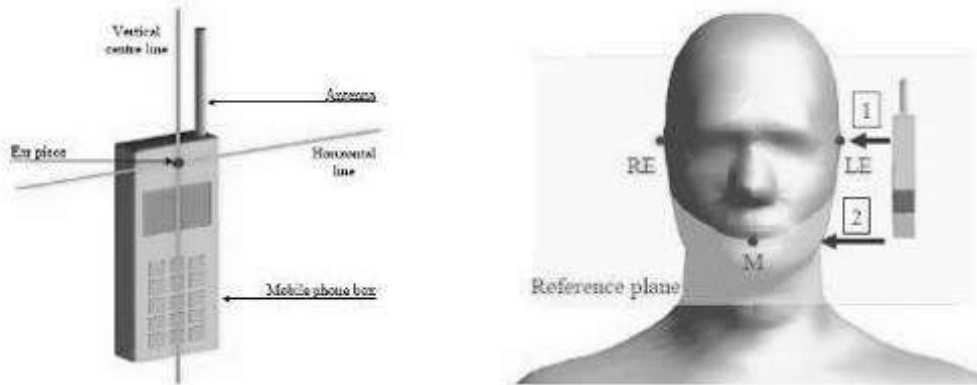 Vertical
centre line
Antenna
Ear piece
Horizontal
line
Mobile phone box
1
RE
LE
2
M
Reference plane